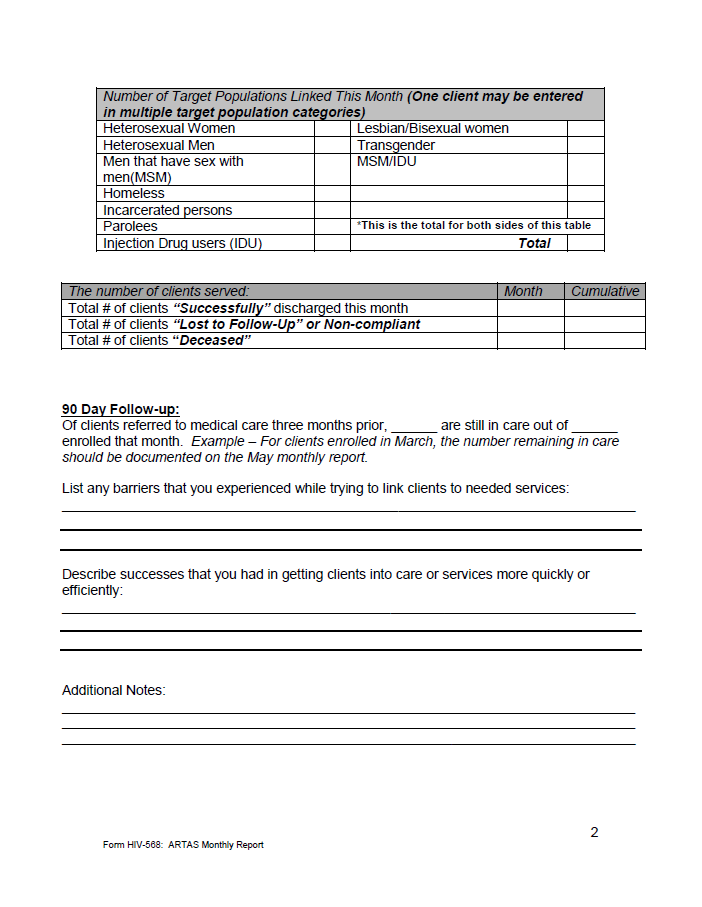 Number of Target Populations Linked This Month (One client may be entered
in multiple target population categories)
Heterosexual Women Lesbian/Bisexual women
Heterosexual Men Transgender
Men that have sex with MSM/IDU
men(MSM)
Homeless
Incarcerated persons
Parolees *This is the total for both sides of this table
Injection Drug users (IDU) Total
The number of clients served: Month Cumulative
Total # of clients “Successfully” discharged this month
Total # of clients “Lost to Follow-Up” or Non-compliant
Total # of clients “Deceased”
90 Day Follow-up:
Of clients referred to medical care three months prior, ______ are still in care out of ______
enrolled that month. Example – For clients enrolled in March, the number remaining in care
should be documented on the May monthly report.
List any barriers that you experienced while trying to link clients to needed services:
Describe successes that you had in getting clients into care or services more quickly or
efficiently:
Additional Notes:
2
Form HIV-568: ARTAS Monthly Report